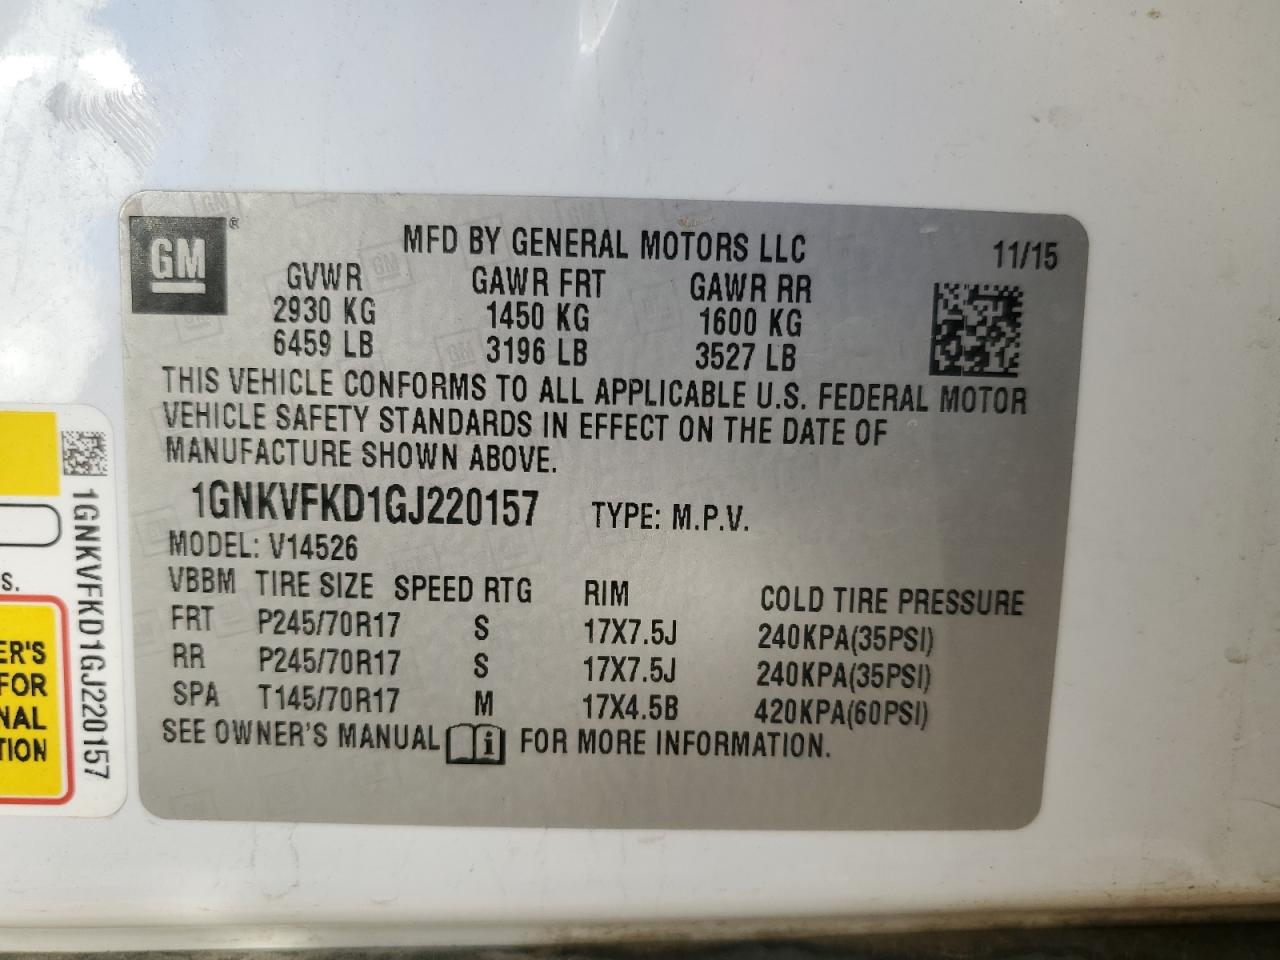 GM ®
MFD BY GENERAL MOTORS LLC 11/15
GVWR GAWR FRT GAWR RR
2930 KG 1450 KG 1600 KG
6459 LB 3196 LB 3527 LB
THIS VEHICLE CONFORMS TO ALL APPLICABLE U.S. FEDERAL MOTOR
VEHICLE SAFETY STANDARDS IN EFFECT ON THE DATE OF
MANUFACTURE SHOWN ABOVE.
1GNKVFKD1GJ220157 TYPE: M.P.V.
MODEL: V14526
VBBM TIRE SIZE SPEED RTG RIM COLD TIRE PRESSURE
FRT P245/70R17 S 17X7.5J 240KPA(35PSI)
RR P245/70R17 S 17X7.5J 240KPA(35PSI)
SPA T145/70R17 M 17X4.5B 420KPA(60PSI)
SEE OWNER'S MANUAL i FOR MORE INFORMATION.
1GNKVFKD1GJ220157
S.
ER'S
FOR
NAL
TION